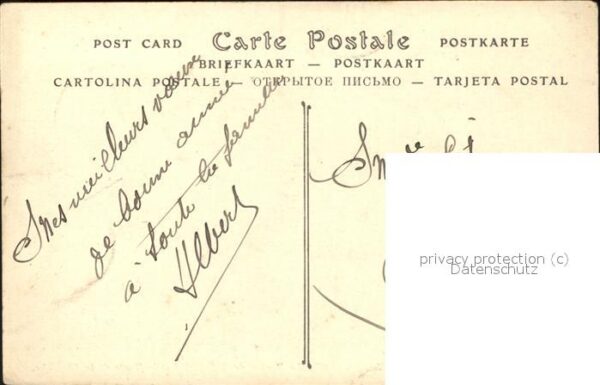 POST CARD Carte Postale POSTKARTE
BRIEFKAART — POSTKAART
CARTOLINA POSTALE — ОТКРЫТОЕ ПИСЬМО — TARJETA POSTAL
Mes meilleurs voeux
de bonne année
à toute la famille
Albert
privacy protection (c)
Datenschutz